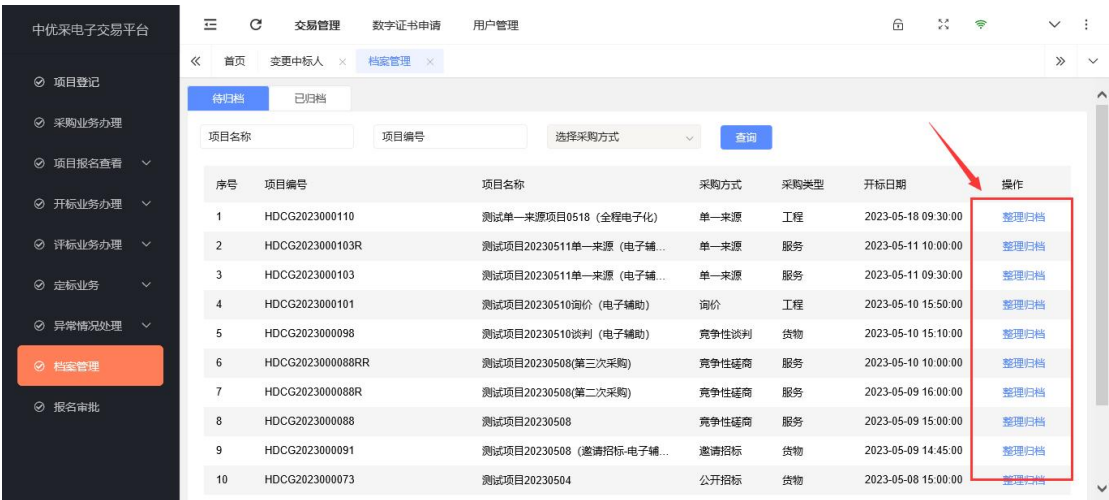 中优采电子交易平台
交易管理 数字证书申请 用户管理
首页 变更中标人 × 档案管理 ×
项目登记
采购业务办理
项目报名查看
开标业务办理
评标业务办理
定标业务
异常情况处理
档案管理
报名审批
待归档 已归档
项目名称 项目编号 选择采购方式 查询
序号 项目编号 项目名称 采购方式 采购类型 开标日期 操作
1 HDCG2023000110 测试单一来源项目0518（全程电子化） 单一来源 工程 2023-05-18 09:30:00 整理归档
2 HDCG2023000103R 测试项目20230511单一来源（电子辅... 单一来源 服务 2023-05-11 10:00:00 整理归档
3 HDCG2023000103 测试项目20230511单一来源（电子辅... 单一来源 服务 2023-05-11 09:30:00 整理归档
4 HDCG2023000101 测试项目20230510询价（电子辅助） 询价 工程 2023-05-10 15:50:00 整理归档
5 HDCG2023000098 测试项目20230510谈判（电子辅助） 竞争性谈判 货物 2023-05-10 15:10:00 整理归档
6 HDCG2023000088RR 测试项目20230508(第三次采购) 竞争性磋商 服务 2023-05-10 10:00:00 整理归档
7 HDCG2023000088R 测试项目20230508(第二次采购) 竞争性磋商 服务 2023-05-09 16:00:00 整理归档
8 HDCG2023000088 测试项目20230508 竞争性磋商 服务 2023-05-09 15:00:00 整理归档
9 HDCG2023000091 测试项目20230508（邀请招标-电子辅... 邀请招标 货物 2023-05-09 14:45:00 整理归档
10 HDCG2023000073 测试项目20230504 公开招标 货物 2023-05-08 15:00:00 整理归档